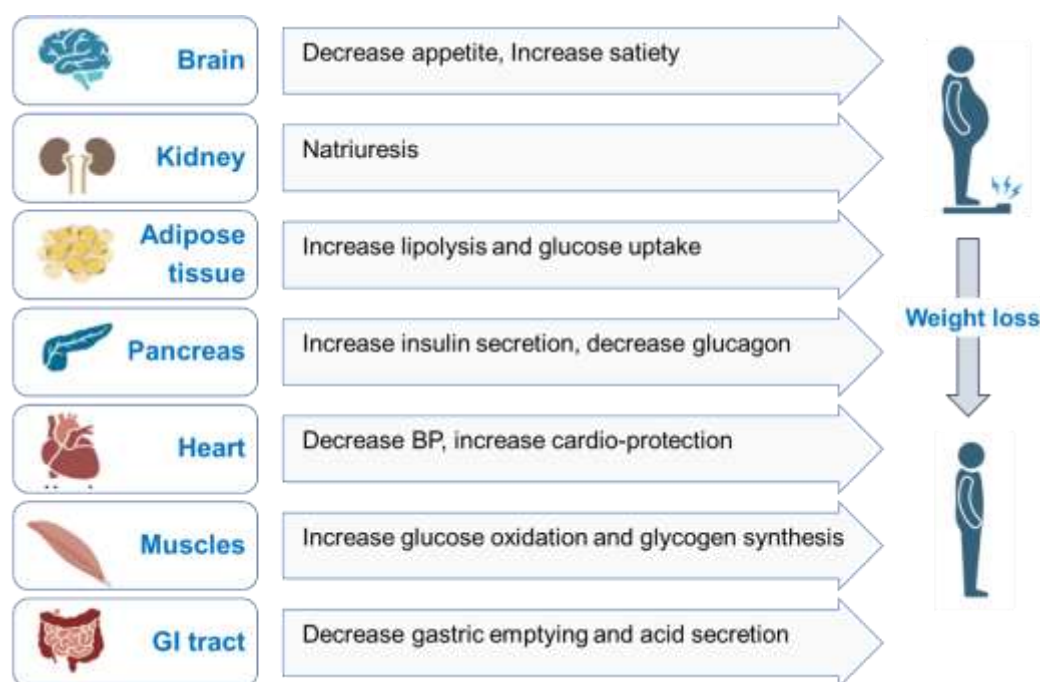 Brain
Decrease appetite, Increase satiety
Kidney
Natriuresis
Adipose
tissue
Increase lipolysis and glucose uptake
Weight loss
Pancreas
Increase insulin secretion, decrease glucagon
Heart
Decrease BP, increase cardio-protection
Muscles
Increase glucose oxidation and glycogen synthesis
GI tract
Decrease gastric emptying and acid secretion